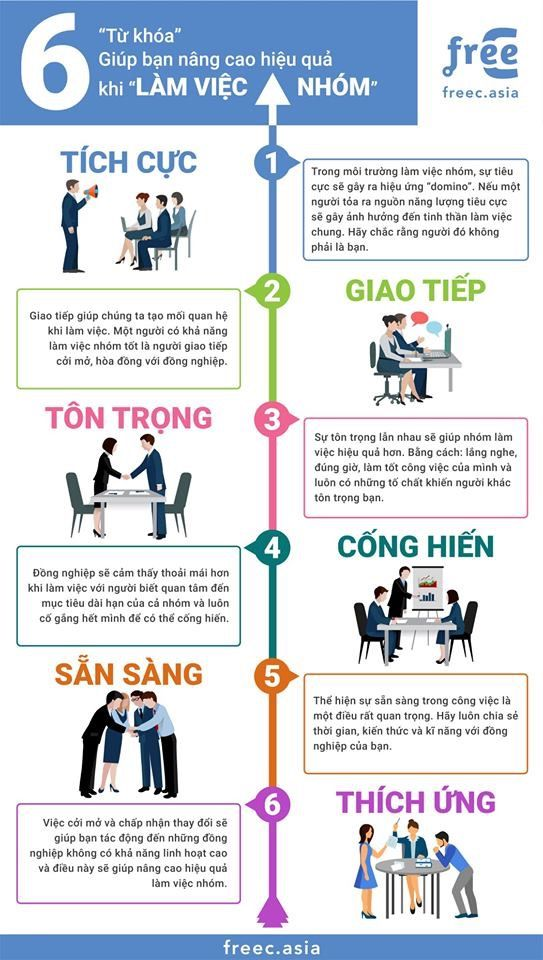 6
“Từ khóa”
Giúp bạn nâng cao hiệu quả
khi “LÀM VIỆC NHÓM”
freeC
freec.asia
TÍCH CỰC
1
Trong môi trường làm việc nhóm, sự tiêu
cực sẽ gây ra hiệu ứng “domino”. Nếu một
người tỏa ra nguồn năng lượng tiêu cực
sẽ gây ảnh hưởng đến tinh thần làm việc
chung. Hãy chắc rằng người đó không
phải là bạn.
2
GIAO TIẾP
Giao tiếp giúp chúng ta tạo mối quan hệ
khi làm việc. Một người có khả năng
làm việc nhóm tốt là người giao tiếp
cởi mở, hòa đồng với đồng nghiệp.
TÔN TRỌNG
3
Sự tôn trọng lẫn nhau sẽ giúp nhóm làm
việc hiệu quả hơn. Bằng cách: lắng nghe,
đúng giờ, làm tốt công việc của mình và
luôn có những tố chất khiến người khác
tôn trọng bạn.
4
CỐNG HIẾN
Đồng nghiệp sẽ cảm thấy thoải mái hơn
khi làm việc với người biết quan tâm đến
mục tiêu dài hạn của cả nhóm và luôn
cố gắng hết mình để có thể cống hiến.
SẴN SÀNG
5
Thể hiện sự sẵn sàng trong công việc là
một điều rất quan trọng. Hãy luôn chia sẻ
thời gian, kiến thức và kĩ năng với đồng
nghiệp của bạn.
6
THÍCH ỨNG
Việc cởi mở và chấp nhận thay đổi sẽ
giúp bạn tác động đến những đồng
nghiệp không có khả năng linh hoạt cao
và điều này sẽ giúp nâng cao hiệu quả
làm việc nhóm.
freec.asia